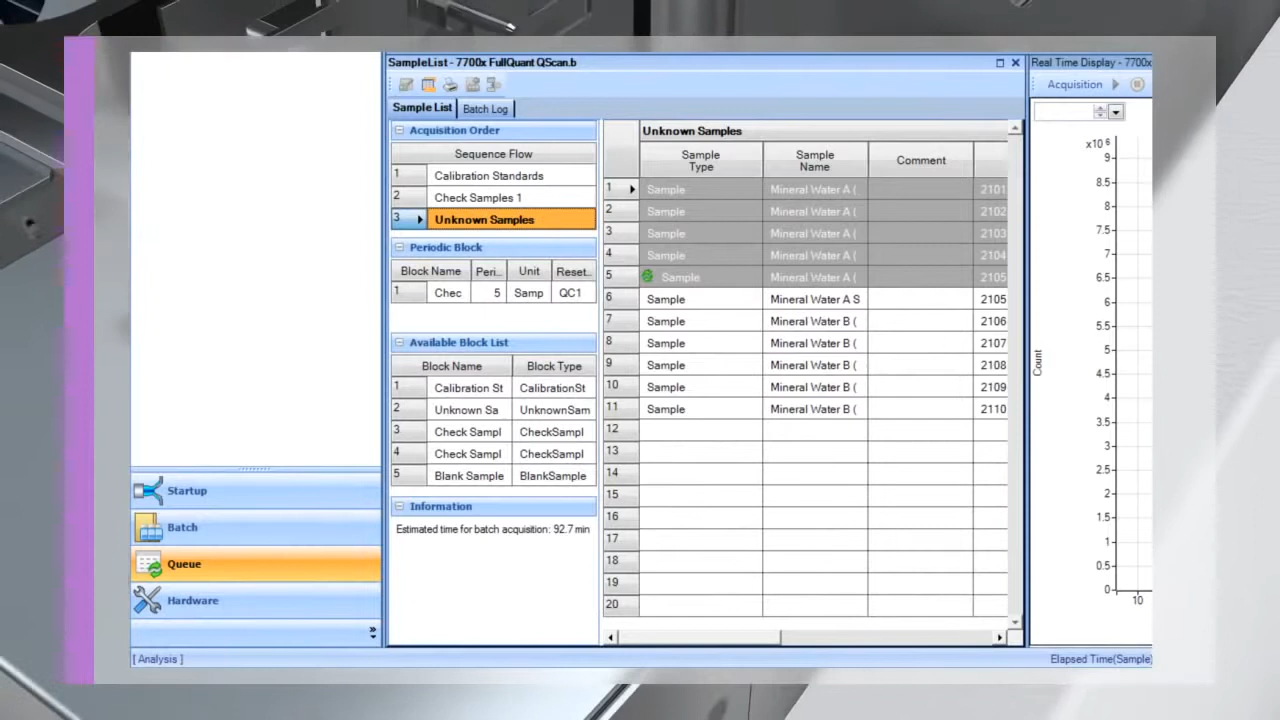 SampleList - 7700x FullQuant QScan.b
Sample List
Batch Log
Acquisition Order
Sequence Flow
1 Calibration Standards
2 Check Samples 1
3 Unknown Samples
Periodic Block
Block Name Peri.. Unit Reset..
1 Chec 5 Samp QC1
Available Block List
Block Name Block Type
1 Calibration St CalibrationSt
2 Unknown Sa UnknownSam
3 Check Sampl CheckSampl
4 Check Sampl CheckSampl
5 Blank Sample BlankSample
Information
Estimated time for batch acquisition: 92.7 min
Unknown Samples
Sample Type Sample Name Comment
1 Sample Mineral Water A ( 2101
2 Sample Mineral Water A ( 2102
3 Sample Mineral Water A ( 2103
4 Sample Mineral Water A ( 2104
5 Sample Mineral Water A ( 2105
6 Sample Mineral Water A S 2105
7 Sample Mineral Water B ( 2106
8 Sample Mineral Water B ( 2107
9 Sample Mineral Water B ( 2108
10 Sample Mineral Water B ( 2109
11 Sample Mineral Water B ( 2110
12
13
14
15
16
17
18
19
20
Real Time Display - 7700x
Acquisition
x10 6
9
8.5
8
7.5
7
6.5
6
5.5
5
4.5
4
3.5
3
2.5
2
1.5
1
0.5
0
10
Count
Startup
Batch
Queue
Hardware
»
[ Analysis ]
Elapsed Time(Sample)